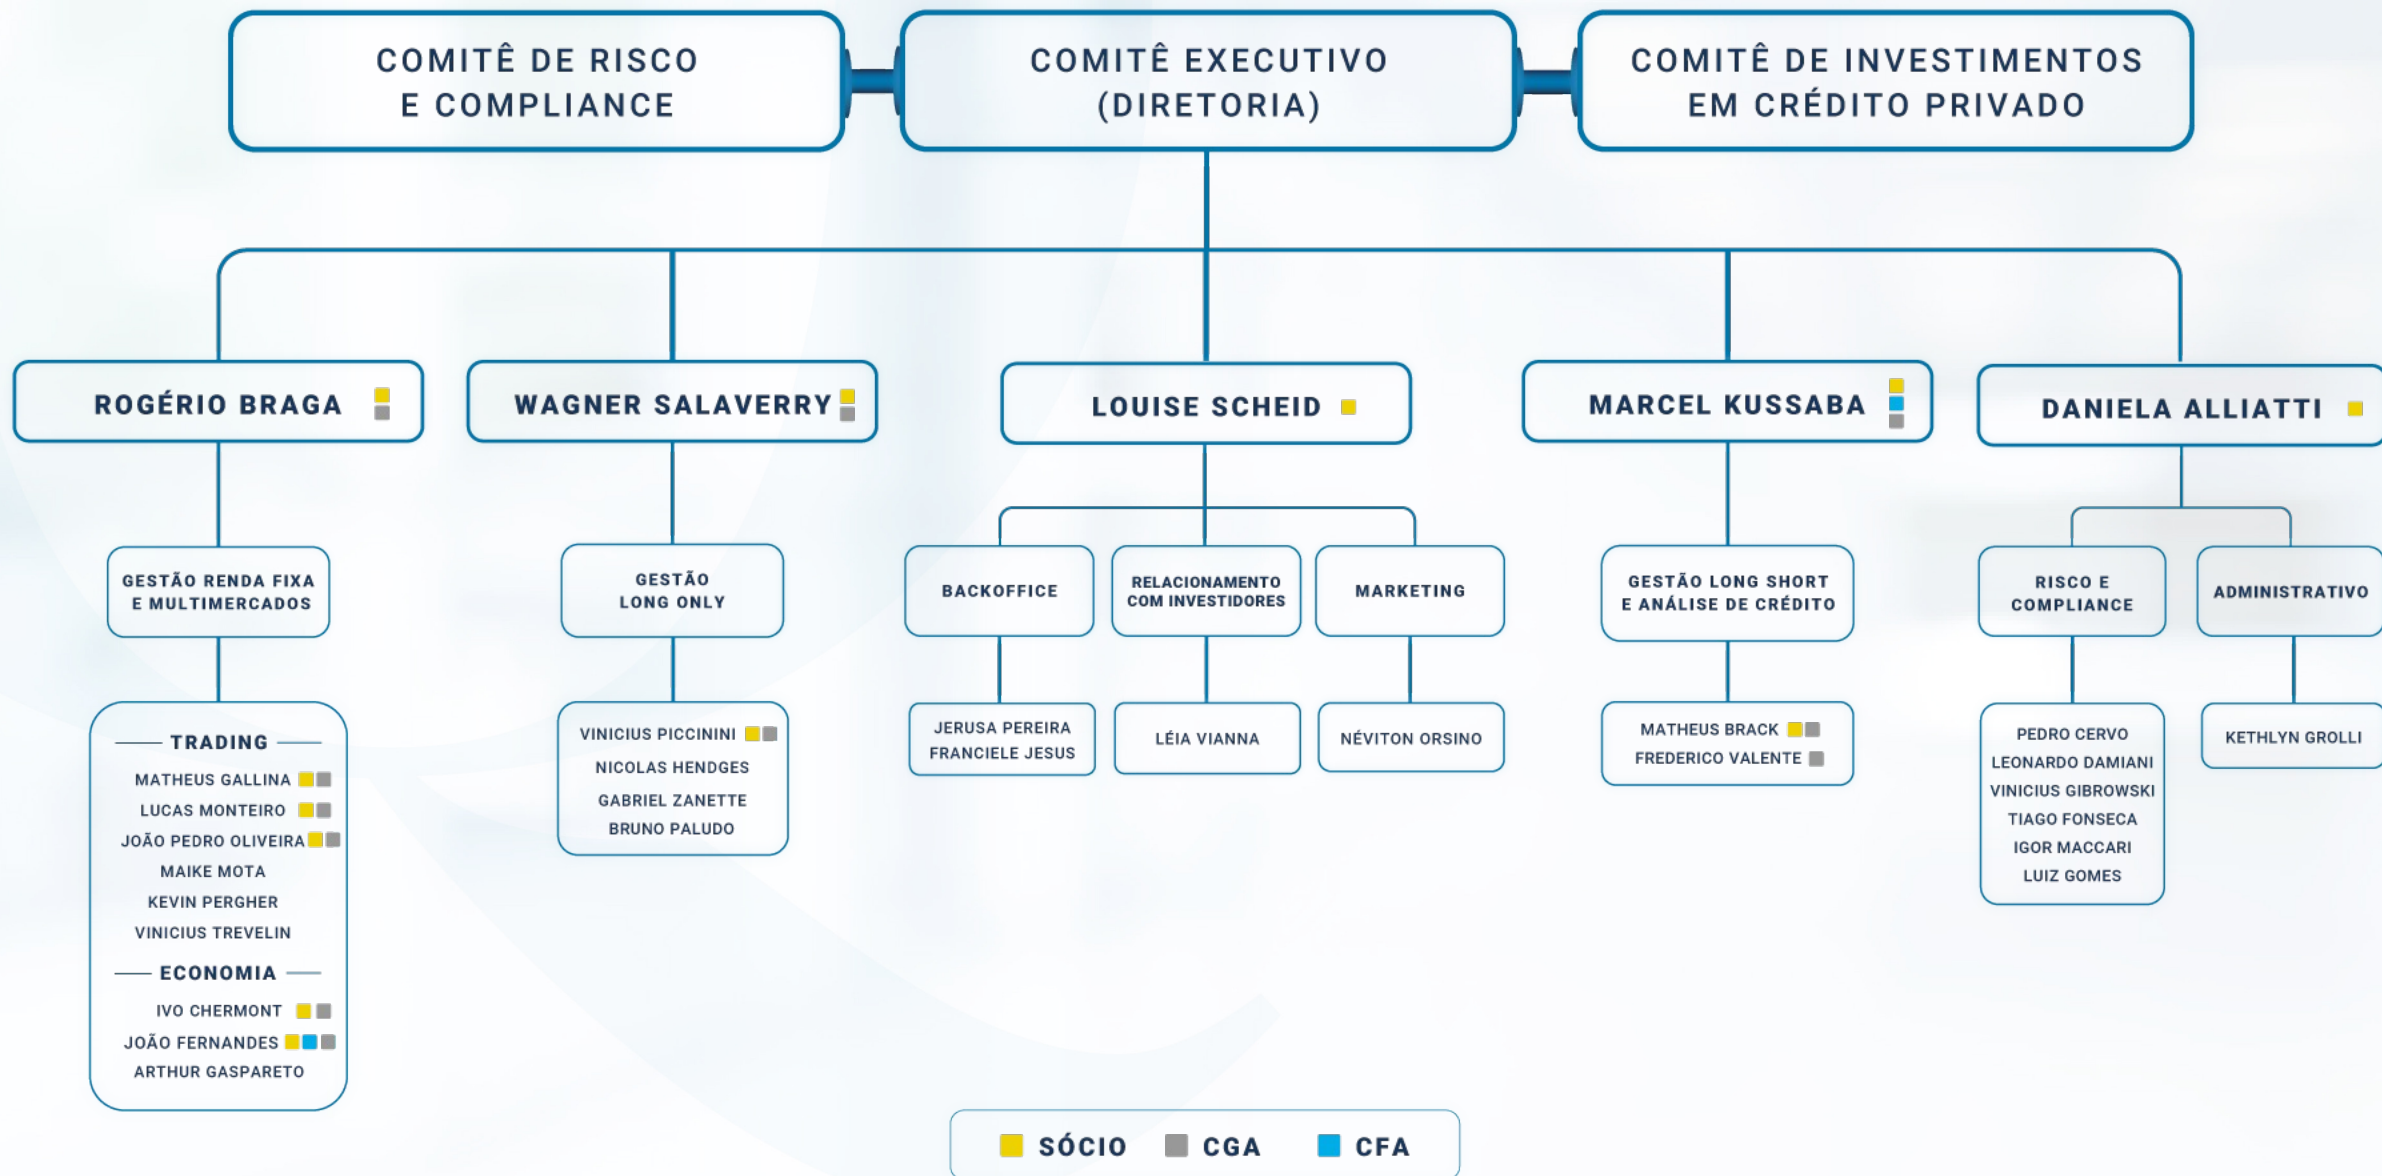 COMITÊ DE RISCO
E COMPLIANCE
COMITÊ EXECUTIVO
(DIRETORIA)
COMITÊ DE INVESTIMENTOS
EM CRÉDITO PRIVADO
ROGÉRIO BRAGA
WAGNER SALAVERRY
LOUISE SCHEID
MARCEL KUSSABA
DANIELA ALLIATTI
GESTÃO RENDA FIXA
E MULTIMERCADOS
GESTÃO
LONG ONLY
BACKOFFICE
RELACIONAMENTO
COM INVESTIDORES
MARKETING
GESTÃO LONG SHORT
E ANÁLISE DE CRÉDITO
RISCO E
COMPLIANCE
ADMINISTRATIVO
TRADING
MATHEUS GALLINA
LUCAS MONTEIRO
JOÃO PEDRO OLIVEIRA
MAIKE MOTA
KEVIN PERGHER
VINICIUS TREVELIN
ECONOMIA
IVO CHERMONT
JOÃO FERNANDES
ARTHUR GASPARETO
VINICIUS PICCININI
NICOLAS HENDGES
GABRIEL ZANETTE
BRUNO PALUDO
JERUSA PEREIRA
FRANCIELE JESUS
LÉIA VIANNA
NÉVITON ORSINO
MATHEUS BRACK
FREDERICO VALENTE
PEDRO CERVO
LEONARDO DAMIANI
VINICIUS GIBROWSKI
TIAGO FONSECA
IGOR MACCARI
LUIZ GOMES
KETHLYN GROLLI
SÓCIO
CGA
CFA